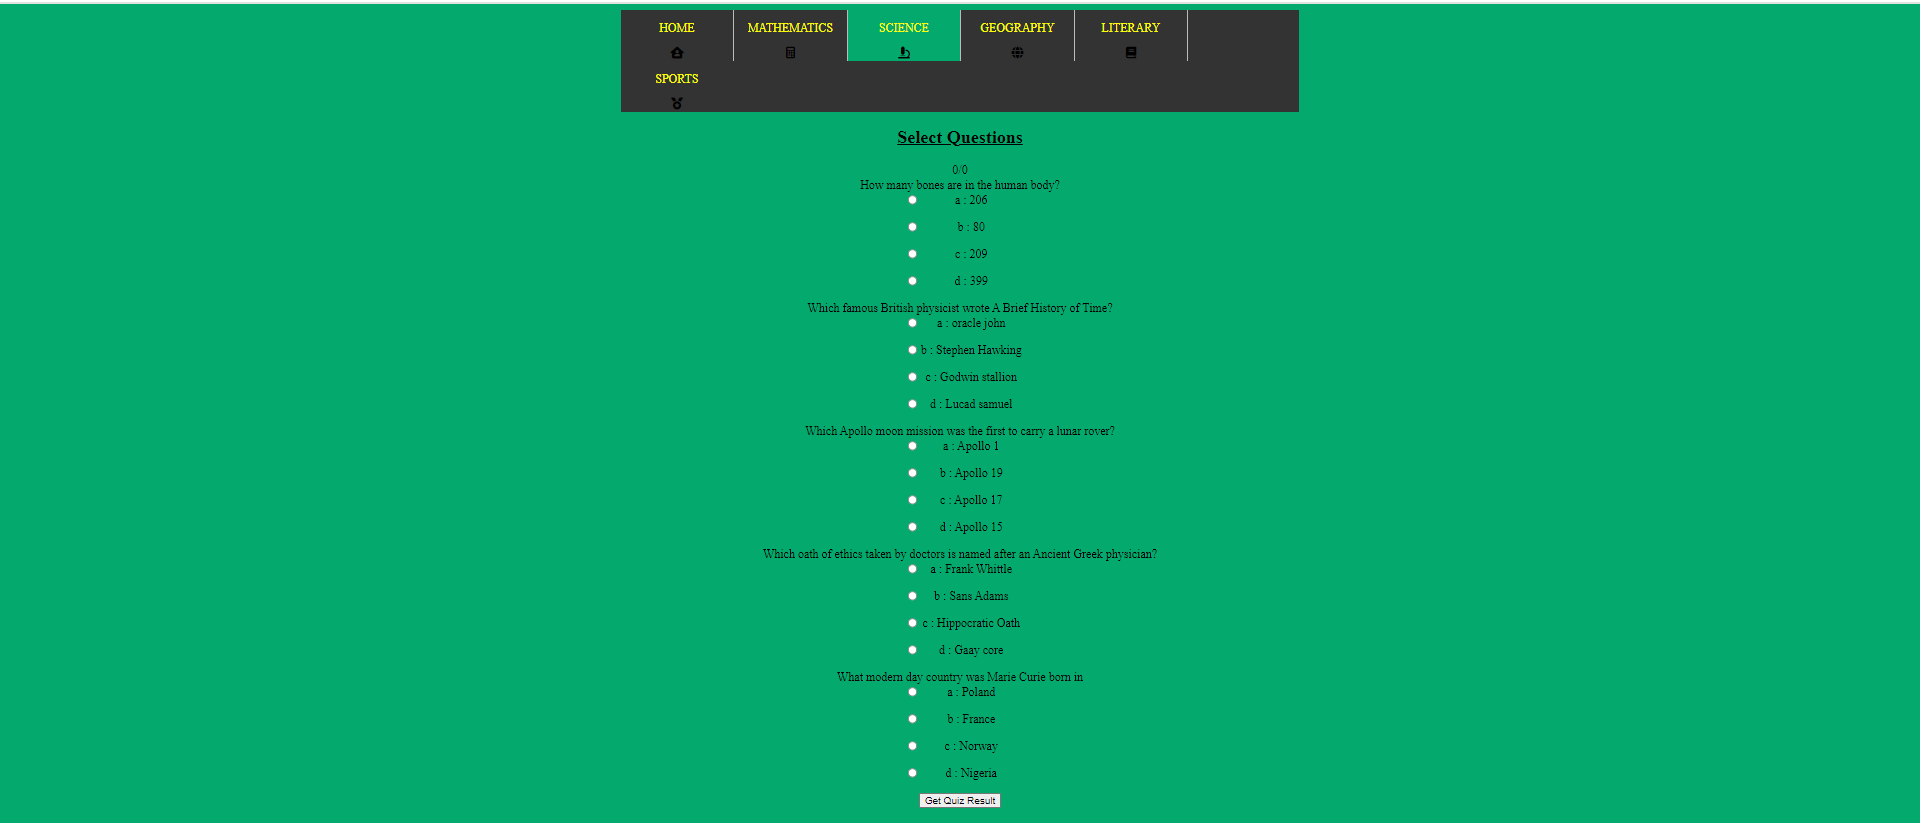 HOME MATHEMATICS SCIENCE GEOGRAPHY LITERARY
SPORTS
Select Questions
0/0
How many bones are in the human body?
a : 206
b : 80
c : 209
d : 399
Which famous British physicist wrote A Brief History of Time?
a : oracle john
b : Stephen Hawking
c : Godwin stallion
d : Lucad samuel
Which Apollo moon mission was the first to carry a lunar rover?
a : Apollo 1
b : Apollo 19
c : Apollo 17
d : Apollo 15
Which oath of ethics taken by doctors is named after an Ancient Greek physician?
a : Frank Whittle
b : Sans Adams
c : Hippocratic Oath
d : Gaay core
What modern day country was Marie Curie born in
a : Poland
b : France
c : Norway
d : Nigeria
Get Quiz Result